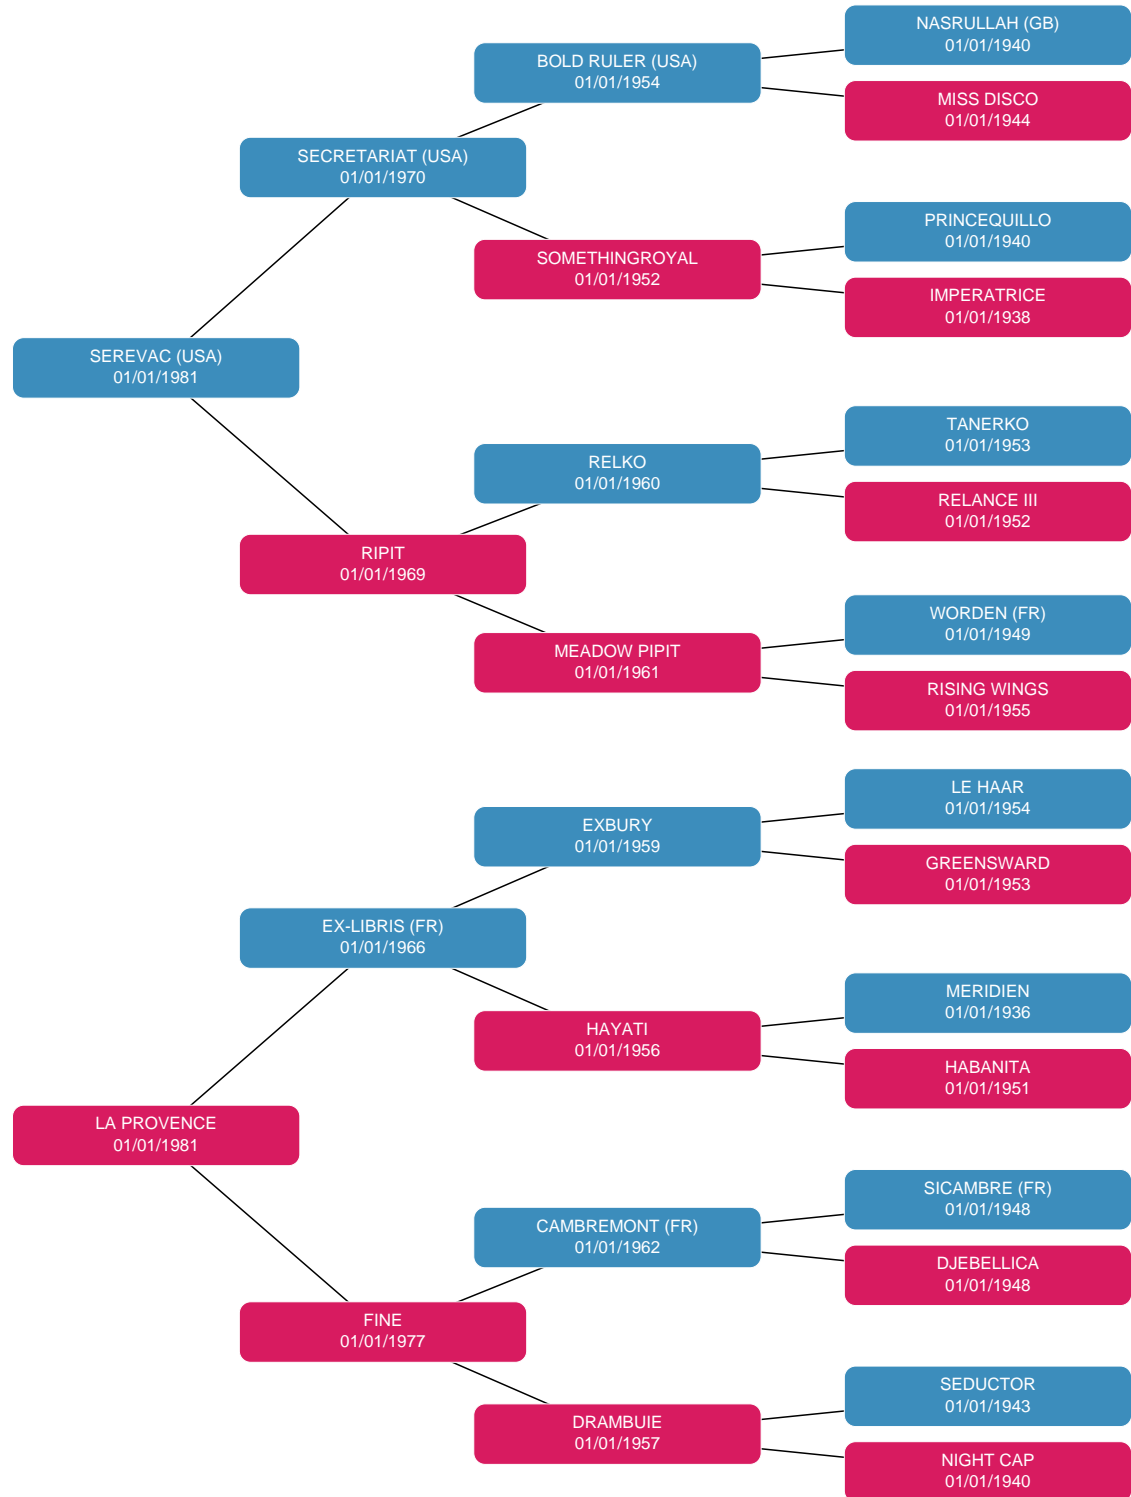 NASRULLAH (GB)
01/01/1940
BOLD RULER (USA)
01/01/1954
MISS DISCO
01/01/1944
SECRETARIAT (USA)
01/01/1970
PRINCEQUILLO
01/01/1940
SOMETHINGROYAL
01/01/1952
IMPERATRICE
01/01/1938
SEREVAC (USA)
01/01/1981
TANERKO
01/01/1953
RELKO
01/01/1960
RELANCE III
01/01/1952
RIPIT
01/01/1969
WORDEN (FR)
01/01/1949
MEADOW PIPIT
01/01/1961
RISING WINGS
01/01/1955
LE HAAR
01/01/1954
EXBURY
01/01/1959
GREENSWARD
01/01/1953
EX-LIBRIS (FR)
01/01/1966
MERIDIEN
01/01/1936
HAYATI
01/01/1956
HABANITA
01/01/1951
LA PROVENCE
01/01/1981
SICAMBRE (FR)
01/01/1948
CAMBREMONT (FR)
01/01/1962
DJEBELLICA
01/01/1948
FINE
01/01/1977
SEDUCTOR
01/01/1943
DRAMBUIE
01/01/1957
NIGHT CAP
01/01/1940